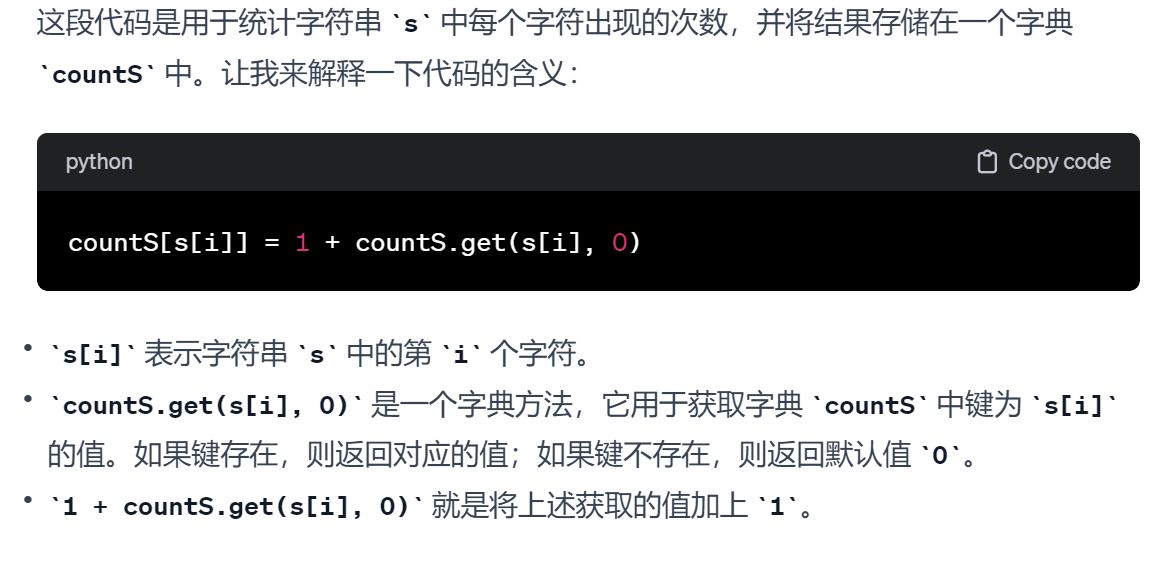 这段代码是用于统计字符串 `s` 中每个字符出现的次数，并将结果存储在一个字典
`countS` 中。让我来解释一下代码的含义：
python
Copy code
countS[s[i]] = 1 + countS.get(s[i], 0)
• `s[i]` 表示字符串 `s` 中的第 `i` 个字符。
• `countS.get(s[i], 0)` 是一个字典方法，它用于获取字典 `countS` 中键为 `s[i]`
的值。如果键存在，则返回对应的值；如果键不存在，则返回默认值 `0`。
• `1 + countS.get(s[i], 0)` 就是将上述获取的值加上 `1`。